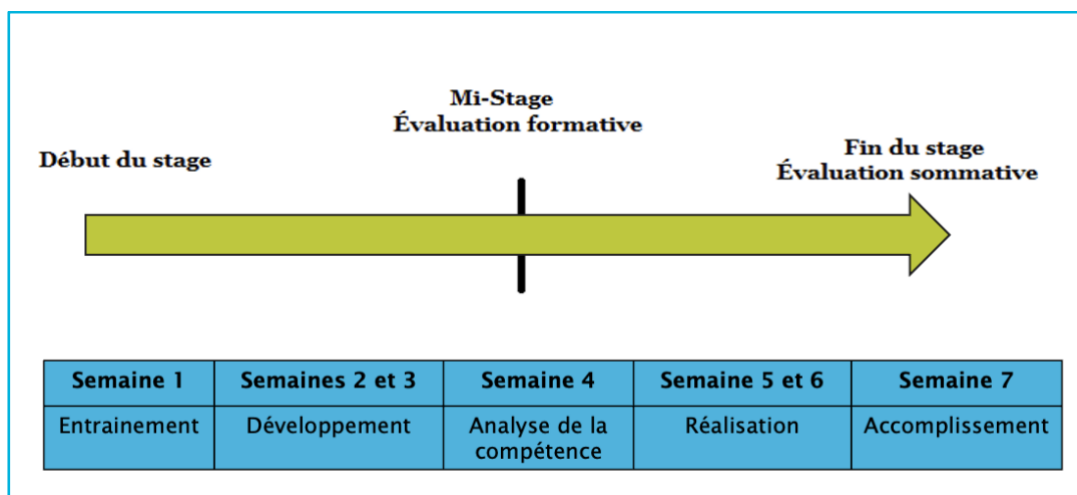 Mi-Stage
Évaluation formative
Début du stage
Fin du stage
Évaluation sommative
Semaine 1
Semaines 2 et 3
Semaine 4
Semaine 5 et 6
Semaine 7
Entrainement
Développement
Analyse de la
compétence
Réalisation
Accomplissement